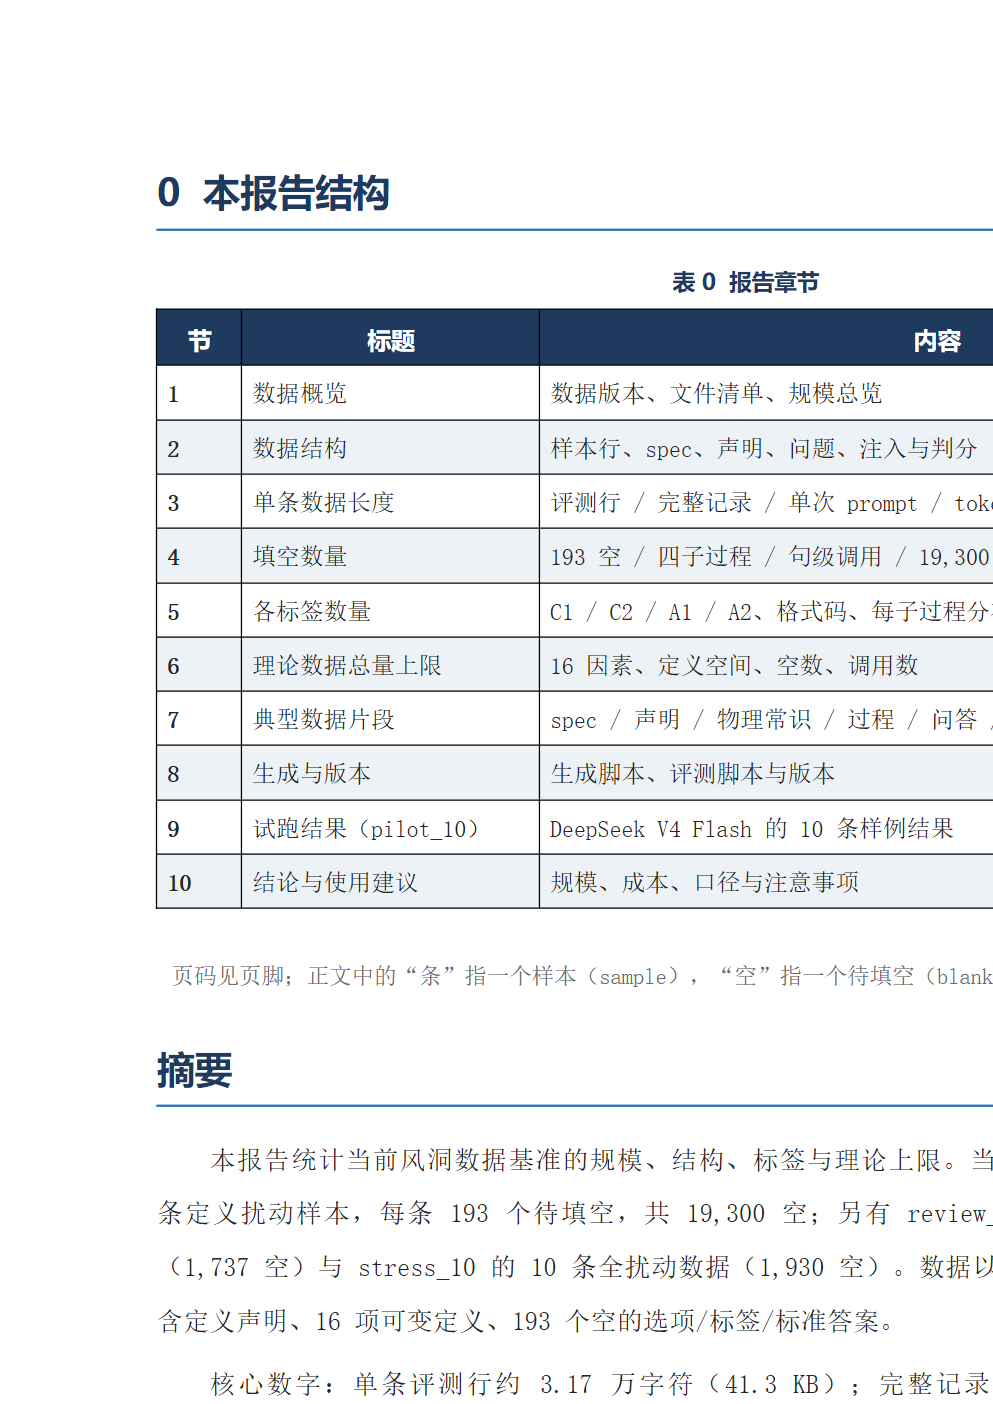 0 本报告结构
表 0 报告章节
节 标题 内容
1 数据概览 数据版本、文件清单、规模总览
2 数据结构 样本行、spec、声明、问题、注入与判分
3 单条数据长度 评测行 / 完整记录 / 单次 prompt / tok
4 填空数量 193 空 / 四子过程 / 句级调用 / 19,300
5 各标签数量 C1 / C2 / A1 / A2、格式码、每子过程分
6 理论数据总量上限 16 因素、定义空间、空数、调用数
7 典型数据片段 spec / 声明 / 物理常识 / 过程 / 问答 /
8 生成与版本 生成脚本、评测脚本与版本
9 试跑结果（pilot_10） DeepSeek V4 Flash 的 10 条样例结果
10 结论与使用建议 规模、成本、口径与注意事项
页码见页脚；正文中的“条”指一个样本（sample），“空”指一个待填空（blank
摘要
本报告统计当前风洞数据基准的规模、结构、标签与理论上限。当
条定义扰动样本，每条 193 个待填空，共 19,300 空；另有 review_
（1,737 空）与 stress_10 的 10 条全扰动数据（1,930 空）。数据以
含定义声明、16 项可变定义、193 个空的选项/标签/标准答案。
核心数字：单条评测行约 3.17 万字符（41.3 KB）；完整记录